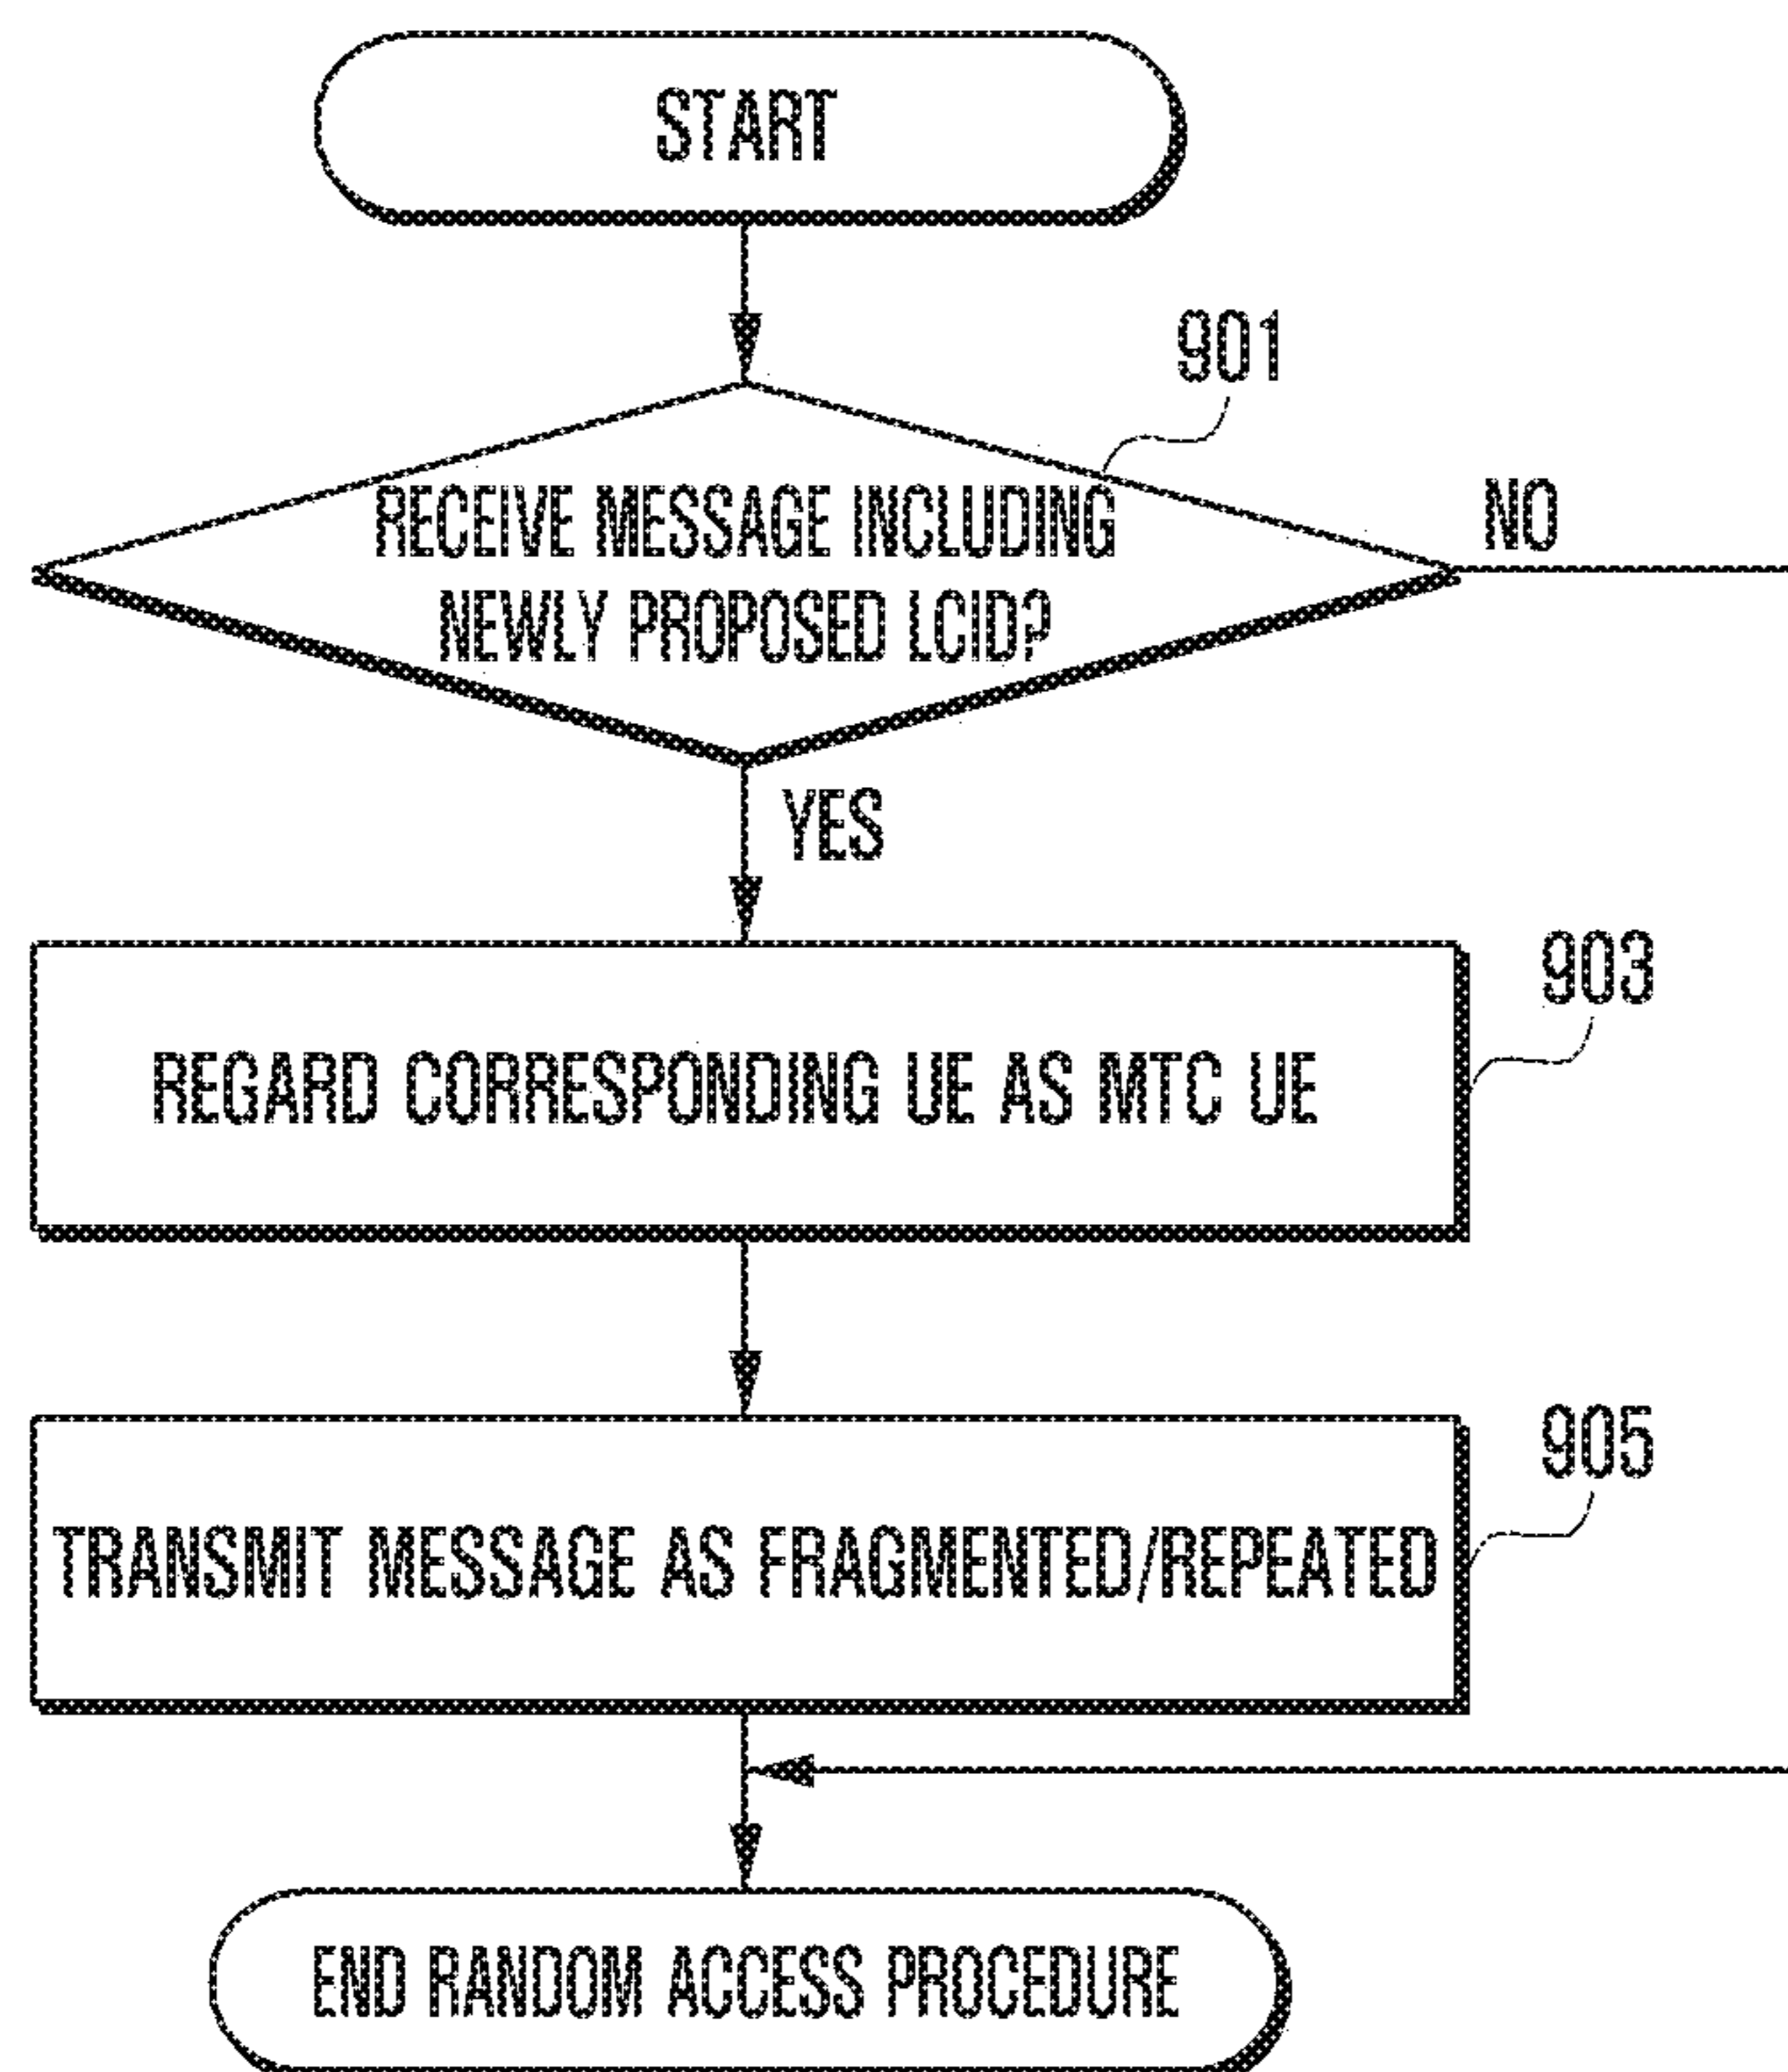 START
901
RECEIVE MESSAGE INCLUDING
NEWLY PROPOSED LCID?
NO
YES
903
REGARD CORRESPONDING UE AS MTC UE
905
TRANSMIT MESSAGE AS FRAGMENTED/REPEATED
END RANDOM ACCESS PROCEDURE